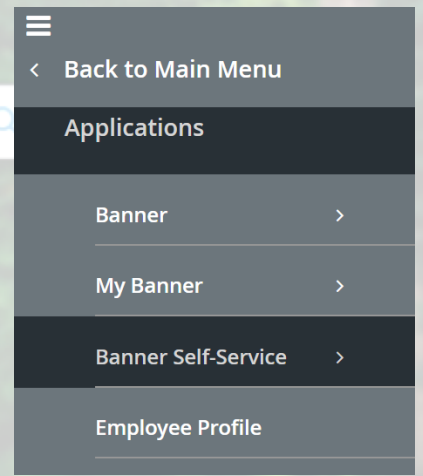 Back to Main Menu
Applications
Banner
My Banner
Banner Self-Service
Employee Profile